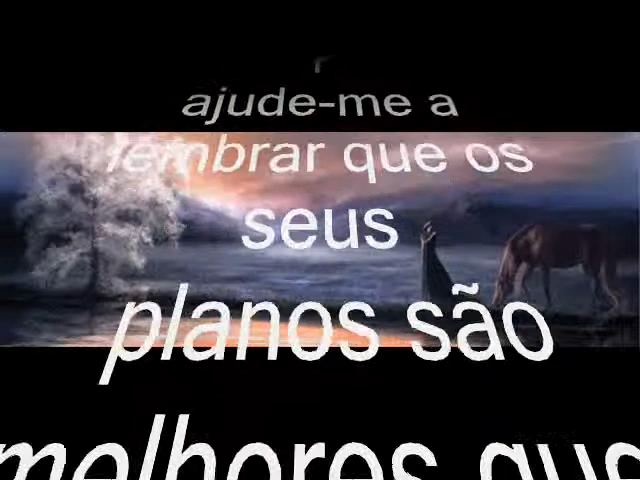 ajude-me a
lembrar que os
seus
planos são
melhores que